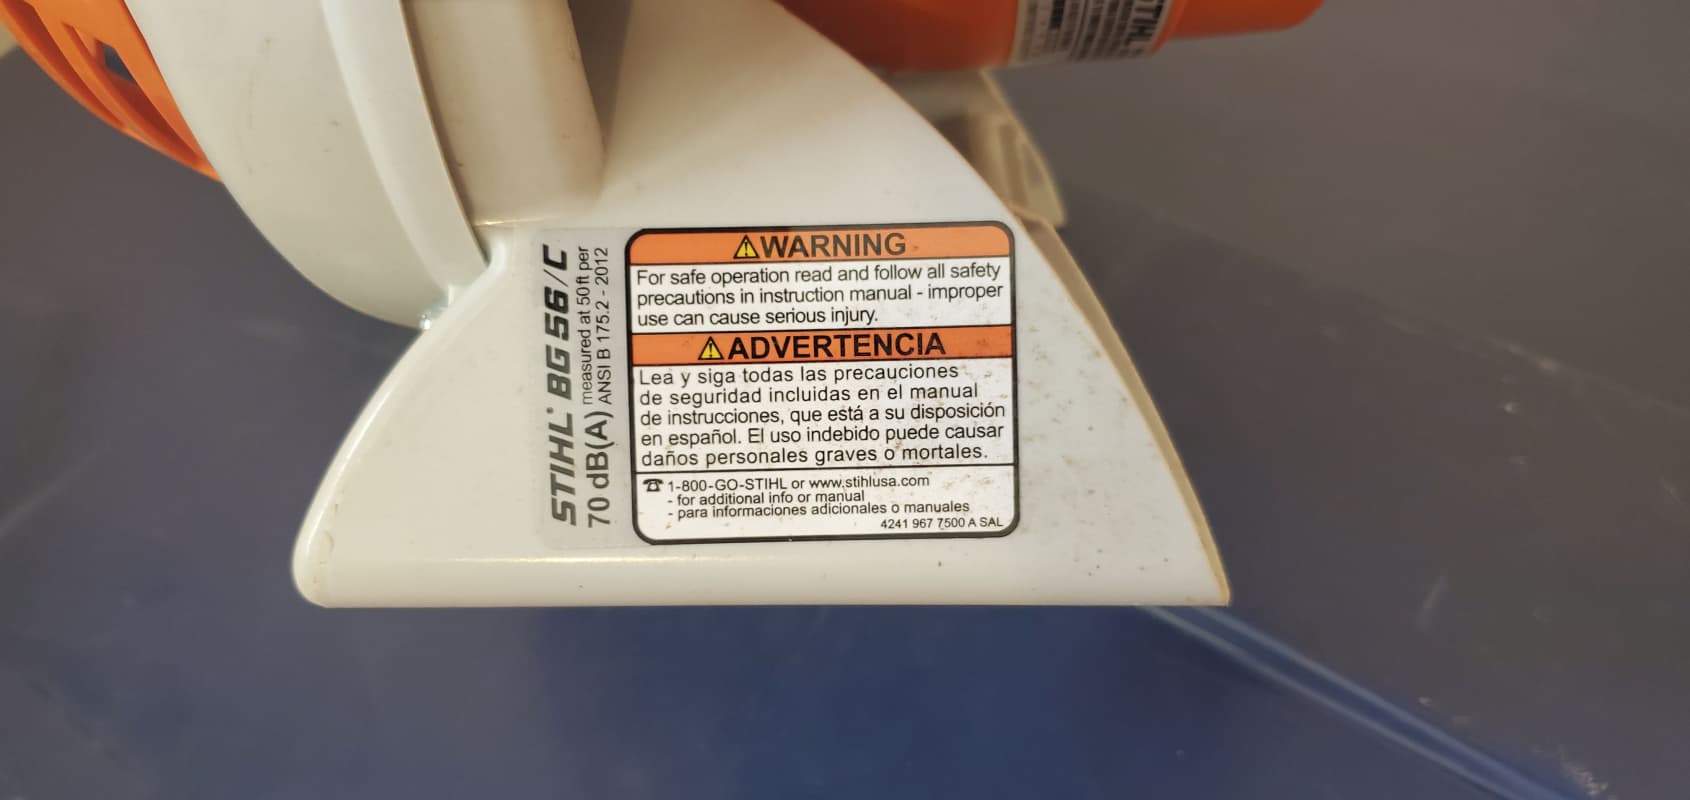 STIHL® BG 56/C
70 dB(A) measured at 50 ft per
ANSI B 175.2 - 2012
⚠WARNING
For safe operation read and follow all safety
precautions in instruction manual - improper
use can cause serious injury.
⚠ADVERTENCIA
Lea y siga todas las precauciones
de seguridad incluidas en el manual
de instrucciones, que está a su disposición
en español. El uso indebido puede causar
daños personales graves o mortales.
☎ 1-800-GO-STIHL or www.stihlusa.com
- for additional info or manual
- para informaciones adicionales o manuales
4241 967 7500 A SAL
STIHL